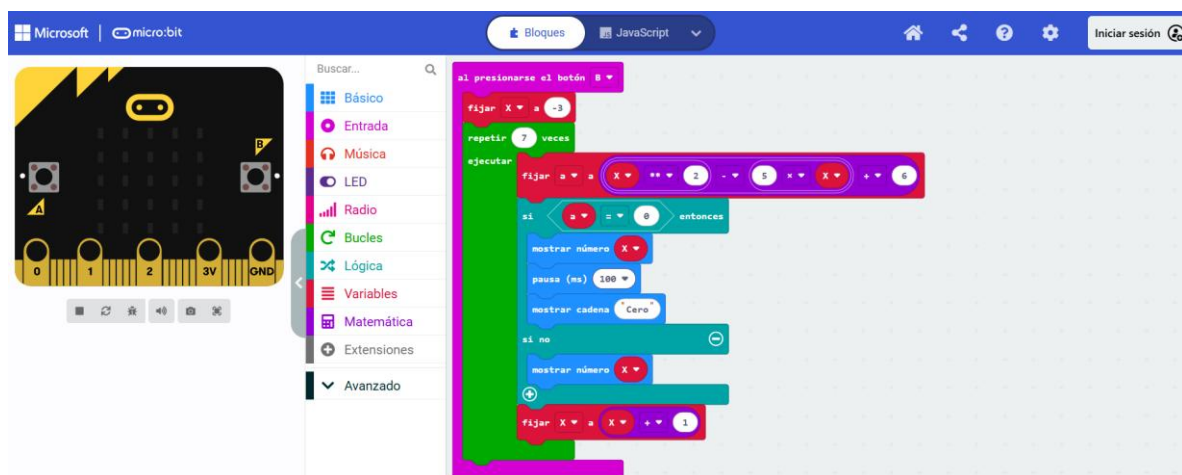 Microsoft | micro:bit
Bloques
JavaScript
Iniciar sesión
B
A
0 1 2 3V GND
Buscar...
Básico
Entrada
Música
LED
Radio
Bucles
Lógica
Variables
Matemática
Extensiones
Avanzado
al presionarse el botón B
fijar X a -3
repetir 7 veces
ejecutar
fijar a a X ** 2 - 5 × X + 6
si a = 0 entonces
mostrar número X
pausa (ms) 100
mostrar cadena "Cero"
si no
mostrar número X
fijar X a X + 1